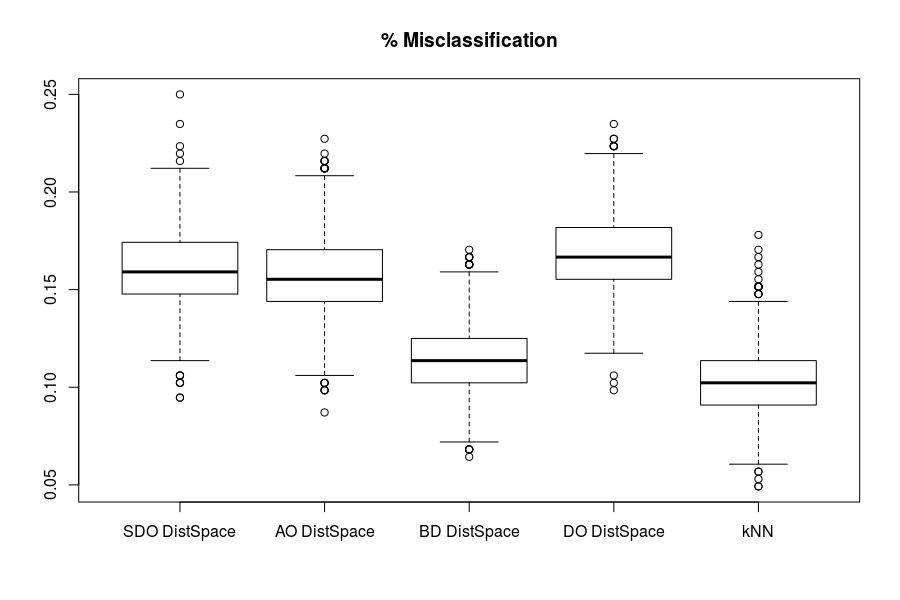 % Misclassification
0.25
0.20
0.15
0.10
0.05
SDO DistSpace AO DistSpace BD DistSpace DO DistSpace kNN